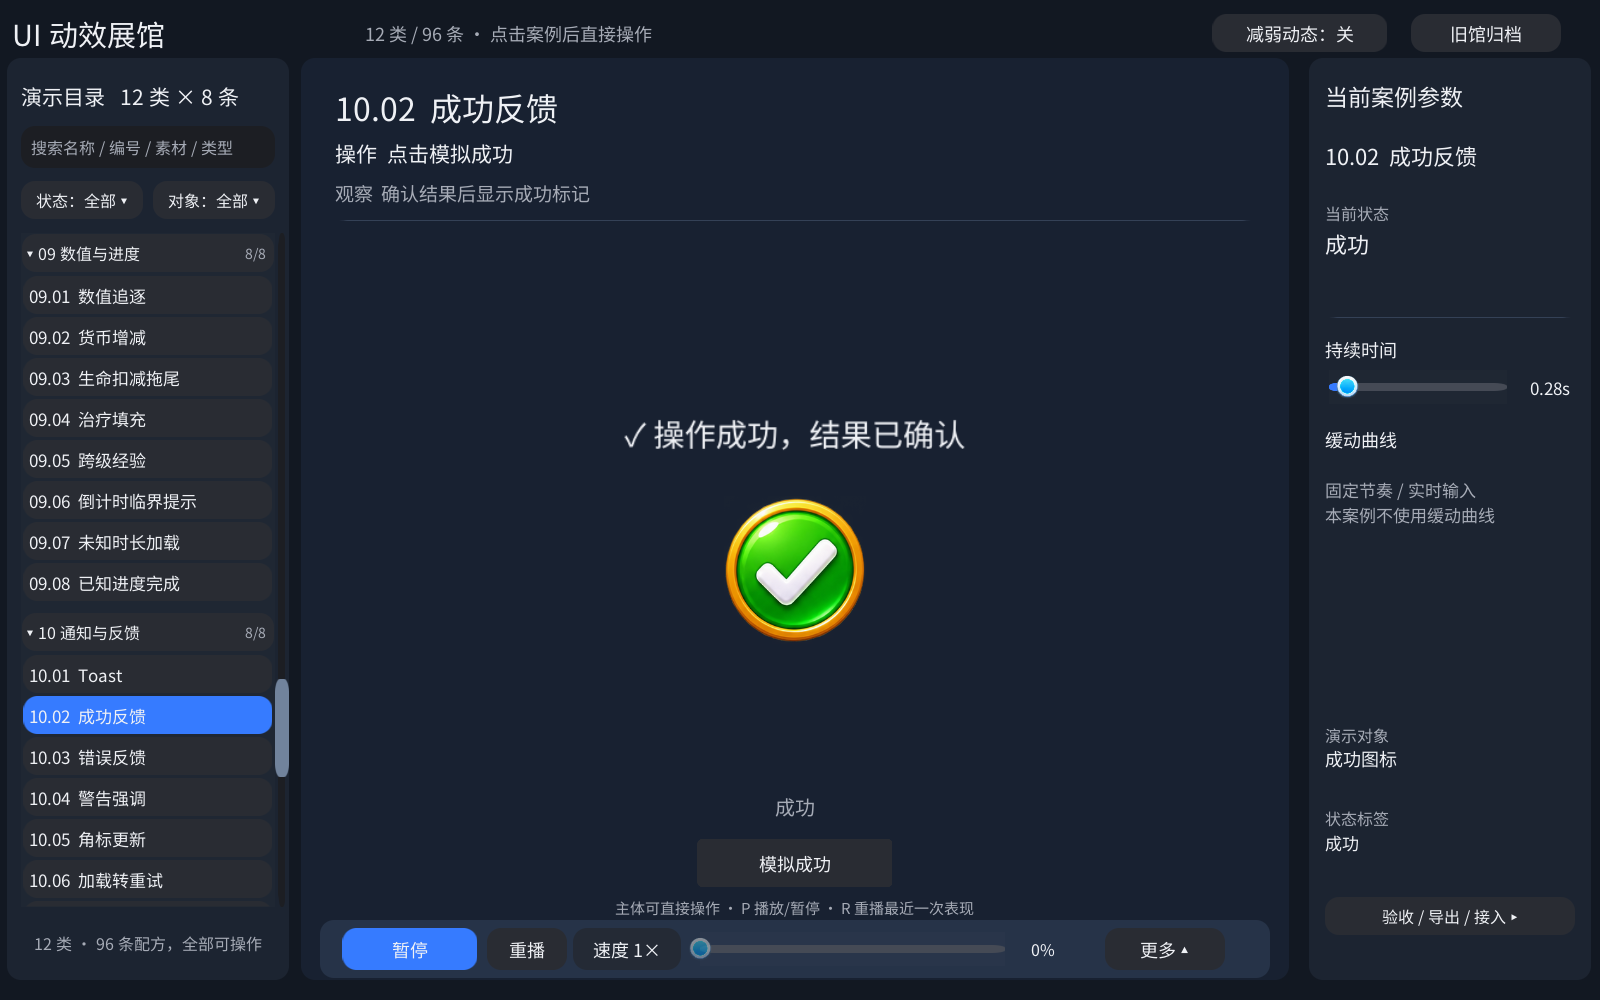 UI 动效展馆
12 类 / 96 条 · 点击案例后直接操作
减弱动态：关
旧馆归档
演示目录 12 类 × 8 条
搜索名称 / 编号 / 素材 / 类型
状态：全部 ▾
对象：全部 ▾
▾ 09 数值与进度 8/8
09.01 数值追逐
09.02 货币增减
09.03 生命扣减拖尾
09.04 治疗填充
09.05 跨级经验
09.06 倒计时临界提示
09.07 未知时长加载
09.08 已知进度完成
▾ 10 通知与反馈 8/8
10.01 Toast
10.02 成功反馈
10.03 错误反馈
10.04 警告强调
10.05 角标更新
10.06 加载转重试
12 类 · 96 条配方，全部可操作
10.02 成功反馈
操作 点击模拟成功
观察 确认结果后显示成功标记
✓ 操作成功，结果已确认
成功
模拟成功
主体可直接操作 · P 播放/暂停 · R 重播最近一次表现
暂停
重播
速度 1×
0%
更多 ▴
当前案例参数
10.02 成功反馈
当前状态
成功
持续时间
0.28s
缓动曲线
固定节奏 / 实时输入
本案例不使用缓动曲线
演示对象
成功图标
状态标签
成功
验收 / 导出 / 接入 ▸